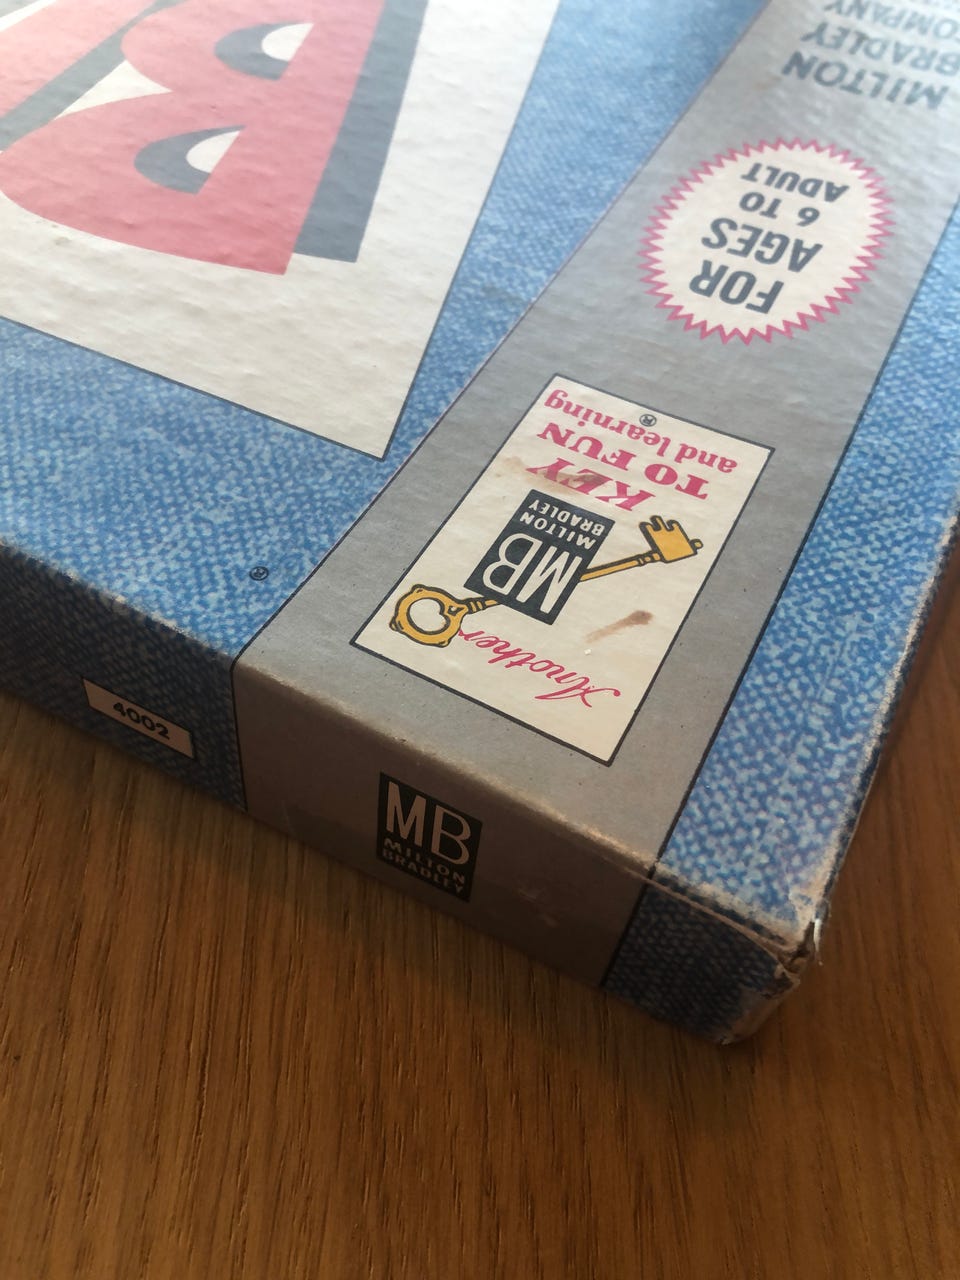 Another
MB
MILTON
BRADLEY
KEY
TO FUN
and learning
®
FOR
AGES
6 TO
ADULT
MILTON
BRADLEY
COMPANY
B
®
4002
MB
MILTON
BRADLEY